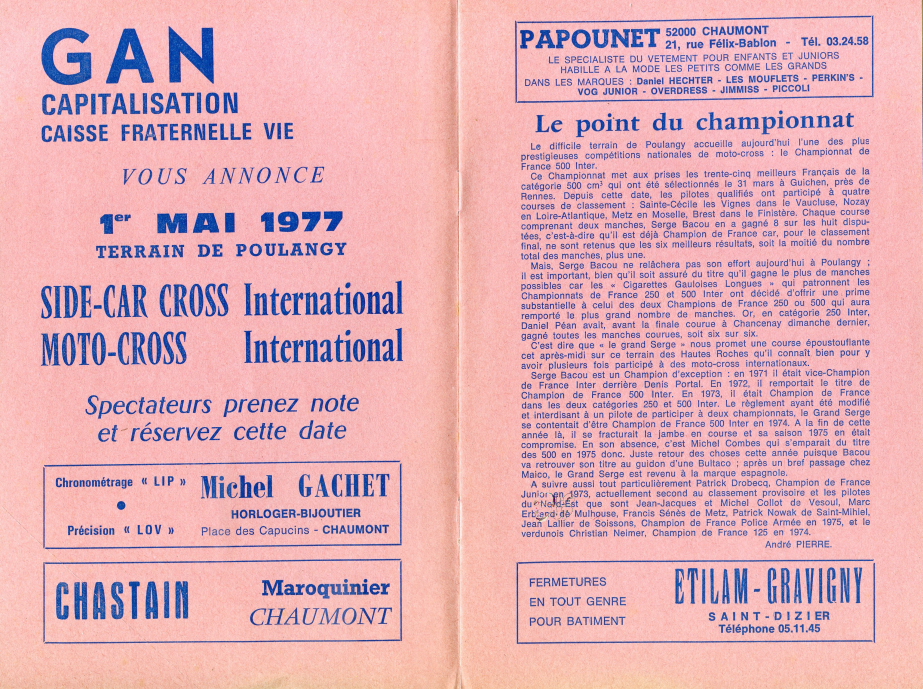 GAN
CAPITALISATION
CAISSE FRATERNELLE VIE
VOUS ANNONCE
1er MAI 1977
TERRAIN DE POULANGY
SIDE-CAR CROSS International
MOTO-CROSS International
Spectateurs prenez note
et réservez cette date
Chronométrage « LIP »
•
Précision « LOV »
Michel GACHET
HORLOGER-BIJOUTIER
Place des Capucins - CHAUMONT
CHASTAIN
Maroquinier
CHAUMONT
PAPOUNET 52000 CHAUMONT
21, rue Félix-Bablon - Tél. 03.24.58
LE SPECIALISTE DU VETEMENT POUR ENFANTS ET JUNIORS
HABILLE A LA MODE LES PETITS COMME LES GRANDS
DANS LES MARQUES : Daniel HECHTER - LES MOUFLETS - PERKIN'S -
VOG JUNIOR - OVERDRESS - JIMMISS - PICCOLI
Le point du championnat
Le difficile terrain de Poulangy accueille aujourd'hui l'une des plus
prestigieuses compétitions nationales de moto-cross : le Championnat de
France 500 Inter.
Ce Championnat met aux prises les trente-cinq meilleurs Français de la
catégorie 500 cm³ qui ont été sélectionnés le 31 mars à Guichen, près de
Rennes. Depuis cette date, les pilotes qualifiés ont participé à quatre
courses de classement : Sainte-Cécile les Vignes dans le Vaucluse, Nozay
en Loire-Atlantique, Metz en Moselle, Brest dans le Finistère. Chaque course
comprenant deux manches, Serge Bacou en a gagné 8 sur les huit dispu-
tées, c'est-à-dire qu'il est déjà Champion de France car, pour le classement
final, ne sont retenus que les six meilleurs résultats, soit la moitié du nombre
total des manches, plus une.
Mais, Serge Bacou ne relâchera pas son effort aujourd'hui à Poulangy ;
il est important, bien qu'il soit assuré du titre qu'il gagne le plus de manches
possibles car les « Cigarettes Gauloises Longues » qui patronnent les
Championnats de France 250 et 500 Inter ont décidé d'offrir une prime
substantielle à celui des deux Champions de France 250 ou 500 qui aura
remporté le plus grand nombre de manches. Or, en catégorie 250 Inter,
Daniel Péan avait, avant la finale courue à Chancenay dimanche dernier,
gagné toutes les manches courues, soit six sur six.
C'est dire que « le grand Serge » nous promet une course époustouflante
cet après-midi sur ce terrain des Hautes Roches qu'il connaît bien pour y
avoir plusieurs fois participé à des moto-cross internationaux.
Serge Bacou est un Champion d'exception : en 1971 il était vice-Champion
de France Inter derrière Denis Portal. En 1972, il remportait le titre de
Champion de France 500 Inter. En 1973, il était Champion de France
dans les deux catégories 250 et 500 Inter. Le règlement ayant été modifié
et interdisant à un pilote de participer à deux championnats, le Grand Serge
se contentait d'être Champion de France 500 Inter en 1974. A la fin de cette
année là, il se fracturait la jambe en course et sa saison 1975 en était
compromise. En son absence, c'est Michel Combes qui s'emparait du titre
des 500 en 1975 donc. Juste retour des choses cette année puisque Bacou
va retrouver son titre au guidon d'une Bultaco ; après un bref passage chez
Maico, le Grand Serge est revenu à la marque espagnole.
A suivre aussi tout particulièrement Patrick Drobecq, Champion de France
Junior en 1973, actuellement second au classement provisoire et les pilotes
du Nord-Est que sont Jean-Jacques et Michel Collot de Vesoul, Marc
de Mulhouse, Francis Sénès de Metz, Patrick Nowak de Saint-Mihiel,
Jean Lallier de Soissons, Champion de France Police Armée en 1975, et le
verdunois Christian Neimer, Champion de France 125 en 1974.
André PIERRE.
FERMETURES
EN TOUT GENRE
POUR BATIMENT
ETILAM-GRAVIGNY
SAINT-DIZIER
Téléphone 05.11.45